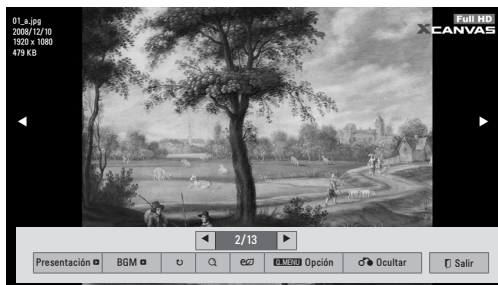 01_a.jpg
2008/12/10
1920 x 1080
479 KB
Full HD
XCANVAS
2/13
Presentación BGM Q.MENU Opción Ocultar Salir